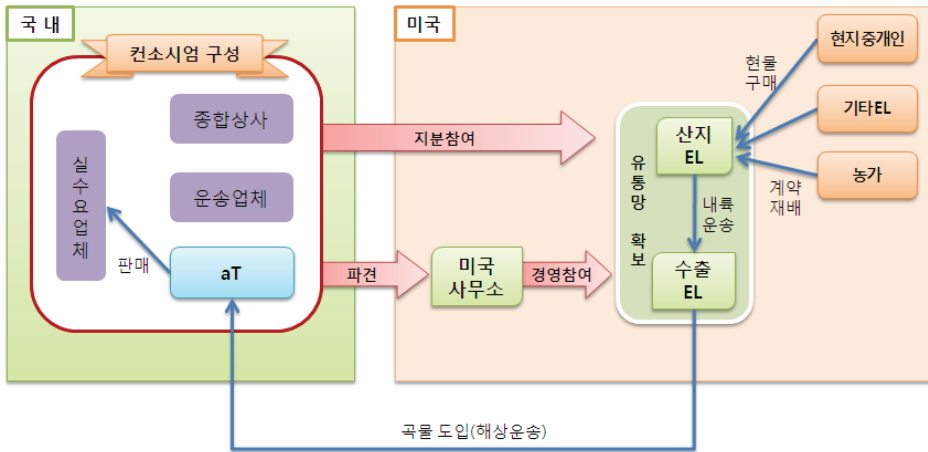 국 내
컨소시엄 구성
종합상사
실수요업체
운송업체
판매
aT
미국
지분참여
파견
미국
사무소
경영참여
유통망 확보
산지
EL
내륙
운송
수출
EL
현물
구매
계약
재배
현지중개인
기타EL
농가
곡물 도입(해상운송)